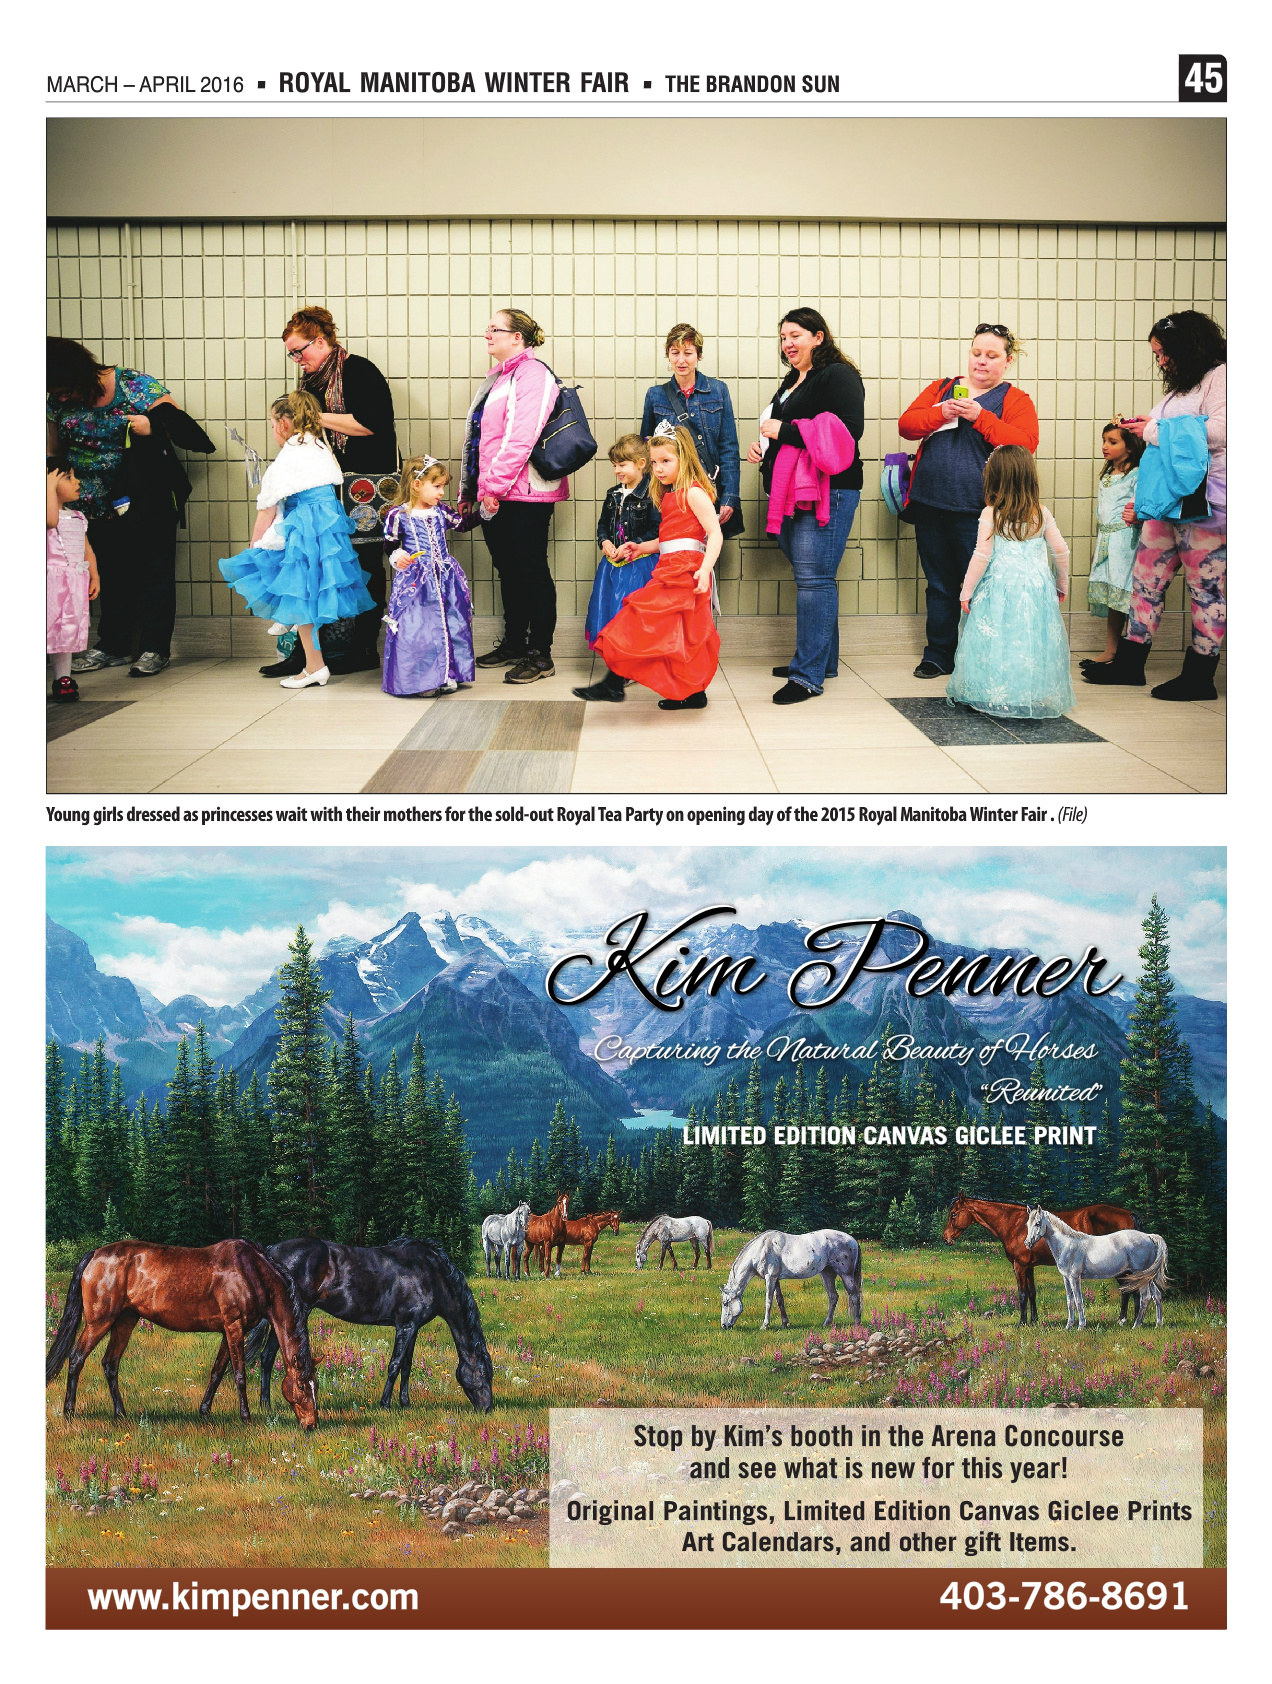 MARCH – APRIL 2016 ▪ ROYAL MANITOBA WINTER FAIR ▪ THE BRANDON SUN
45
Young girls dressed as princesses wait with their mothers for the sold-out Royal Tea Party on opening day of the 2015 Royal Manitoba Winter Fair . (File)
Kim Penner
Capturing the Natural Beauty of Horses
“Reunited”
LIMITED EDITION CANVAS GICLEE PRINT
Stop by Kim’s booth in the Arena Concourse
and see what is new for this year!
Original Paintings, Limited Edition Canvas Giclee Prints
Art Calendars, and other gift Items.
www.kimpenner.com
403-786-8691